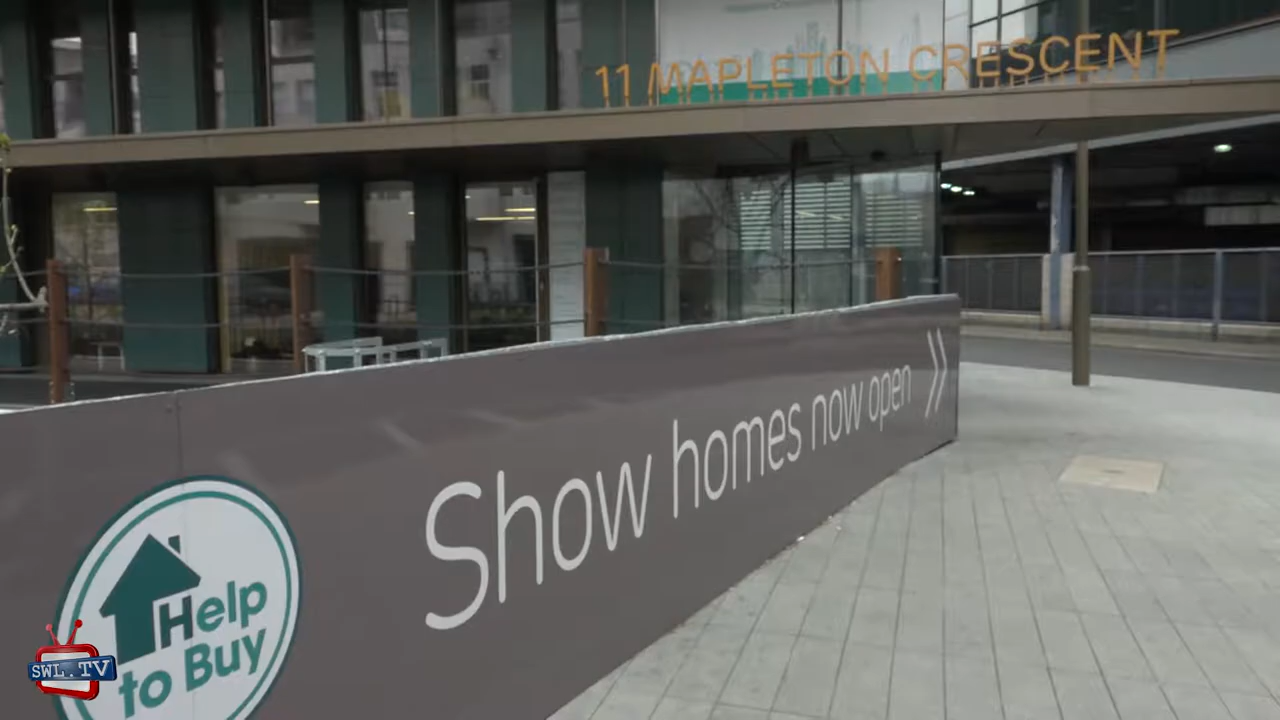 11 MAPLETON CRESCENT
Show homes now open »
Help
to Buy
SWL.TV